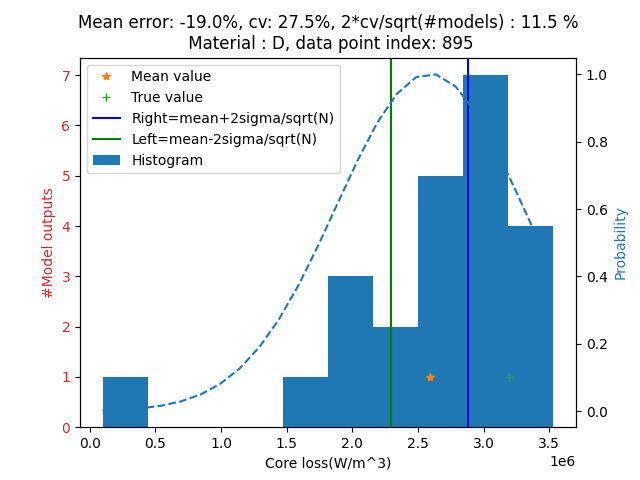 Mean error: -19.0%, cv: 27.5%, 2*cv/sqrt(#models) : 11.5 %
Material : D, data point index: 895
Mean value
True value
Right=mean+2sigma/sqrt(N)
Left=mean-2sigma/sqrt(N)
Histogram
#Model outputs
7
6
5
4
3
2
1
0
Probability
1.0
0.8
0.6
0.4
0.2
0.0
0.0 0.5 1.0 1.5 2.0 2.5 3.0 3.5
1e6
Core loss(W/m^3)